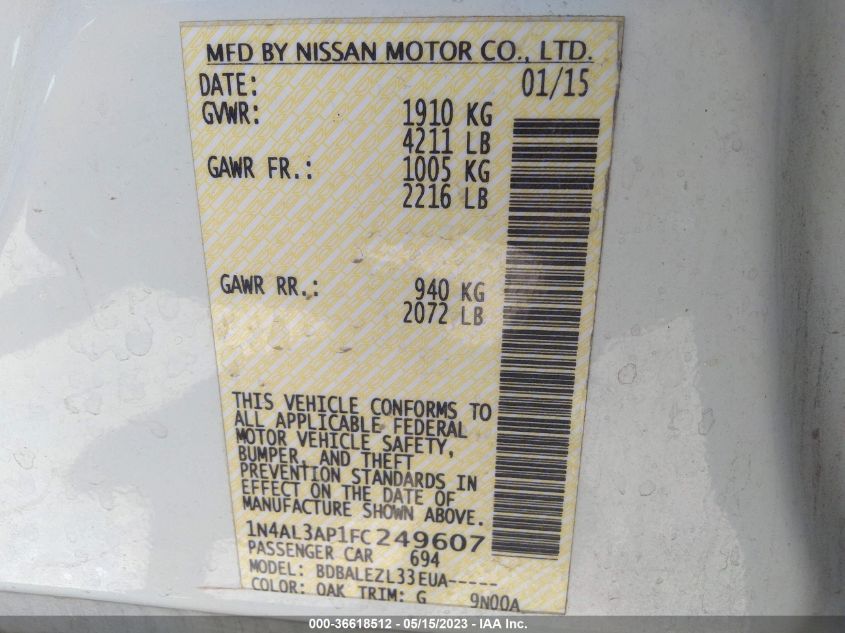 MFD BY NISSAN MOTOR CO., LTD.
DATE: 01/15
GVWR: 1910 KG
4211 LB
GAWR FR.: 1005 KG
2216 LB
GAWR RR.: 940 KG
2072 LB
THIS VEHICLE CONFORMS TO
ALL APPLICABLE FEDERAL
MOTOR VEHICLE SAFETY,
BUMPER, AND THEFT
PREVENTION STANDARDS IN
EFFECT ON THE DATE OF
MANUFACTURE SHOWN ABOVE.
1N4AL3AP1FC249607
PASSENGER CAR 694
MODEL: BDBALEZL33EUA-----
COLOR: QAK TRIM: G 9N00A
000-36618512 - 05/15/2023 - IAA Inc.